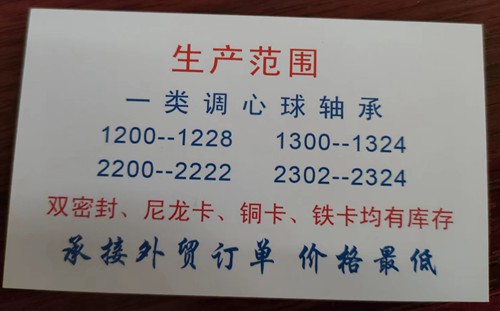 生产范围
一类调心球轴承
1200--1228 1300--1324
2200--2222 2302--2324
双密封、尼龙卡、铜卡、铁卡均有库存
承接外贸订单 价格最低